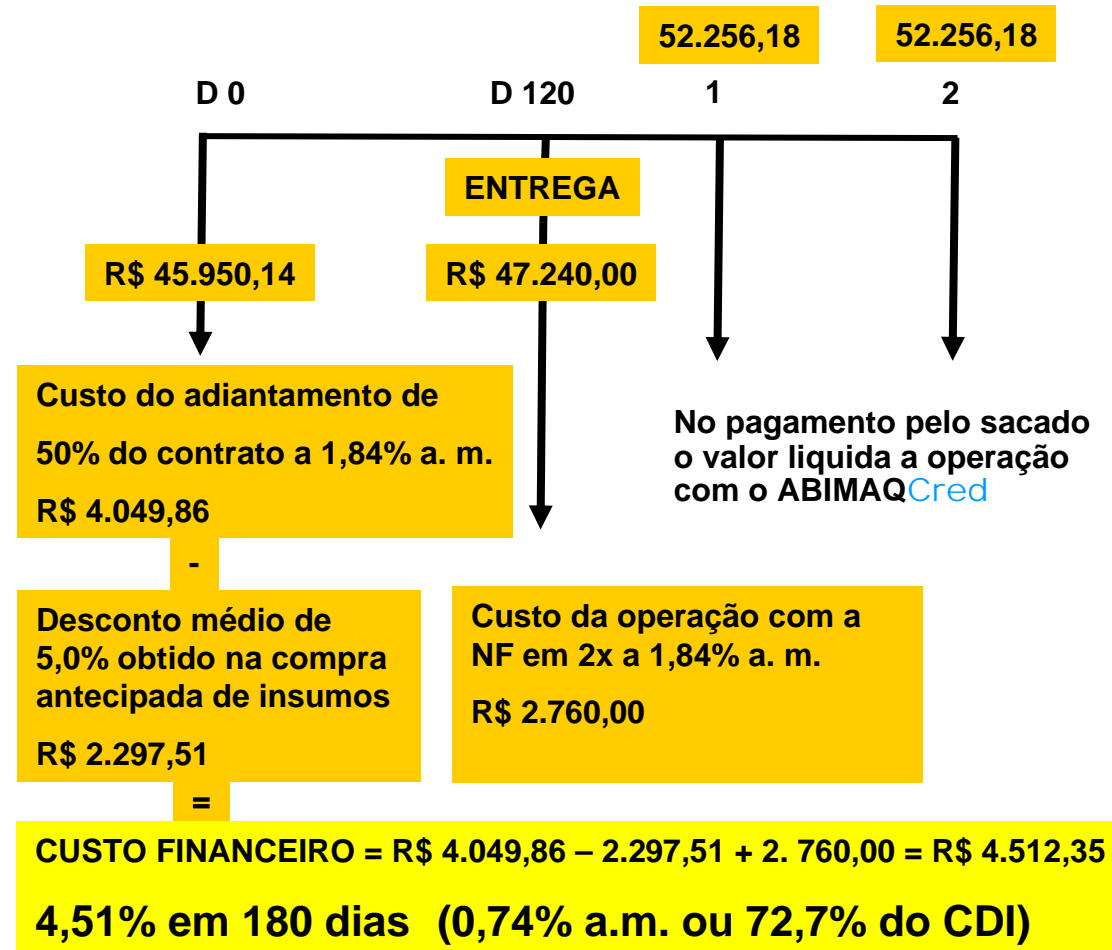 52.256,18 52.256,18
D 0 D 120 1 2
ENTREGA
R$ 45.950,14 R$ 47.240,00
Custo do adiantamento de
50% do contrato a 1,84% a. m.
R$ 4.049,86
-
Desconto médio de
5,0% obtido na compra
antecipada de insumos
R$ 2.297,51
=
No pagamento pelo sacado
o valor liquida a operação
com o ABIMAQCred
Custo da operação com a
NF em 2x a 1,84% a. m.
R$ 2.760,00
CUSTO FINANCEIRO = R$ 4.049,86 – 2.297,51 + 2. 760,00 = R$ 4.512,35
4,51% em 180 dias (0,74% a.m. ou 72,7% do CDI)